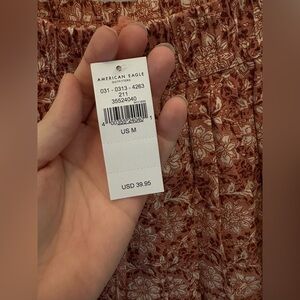 AMERICAN EAGLE
OUTFITTERS
031 - 0313 - 4263
211
35524040
US M
USD 39.95